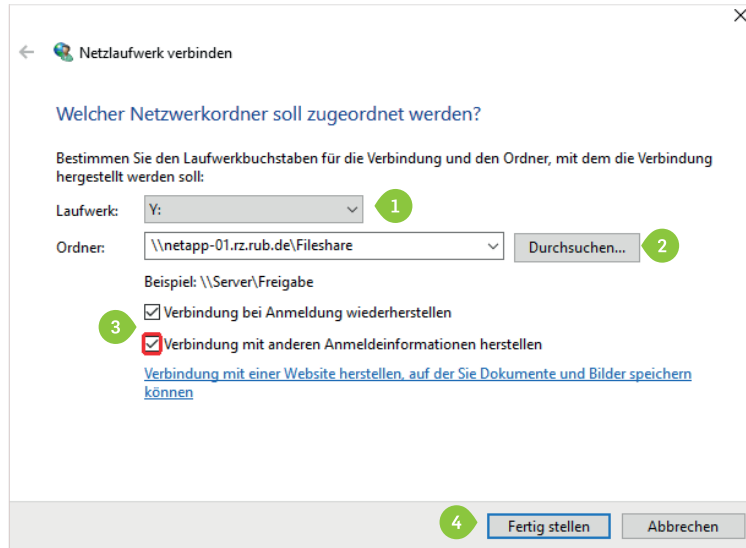 Netzlaufwerk verbinden
Welcher Netzwerkordner soll zugeordnet werden?
Bestimmen Sie den Laufwerkbuchstaben für die Verbindung und den Ordner, mit dem die Verbindung
hergestellt werden soll:
Laufwerk: Y: 1
Ordner: \\netapp-01.rz.rub.de\Fileshare Durchsuchen... 2
Beispiel: \\Server\Freigabe
Verbindung bei Anmeldung wiederherstellen
3
Verbindung mit anderen Anmeldeinformationen herstellen
Verbindung mit einer Website herstellen, auf der Sie Dokumente und Bilder speichern
können
4 Fertig stellen Abbrechen